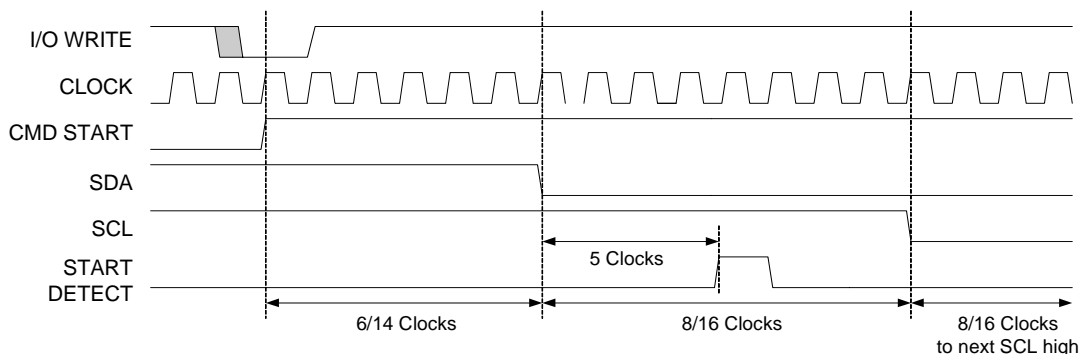 I/O WRITE
CLOCK
CMD START
SDA
SCL
5 Clocks
START
DETECT
6/14 Clocks
8/16 Clocks
8/16 Clocks
to next SCL high